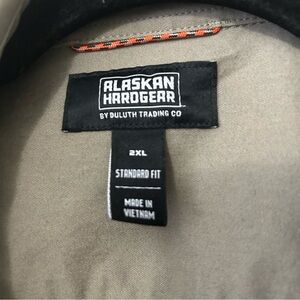 ALASKAN
HARDGEAR
BY DULUTH TRADING CO
2XL
STANDARD FIT
MADE IN
VIETNAM